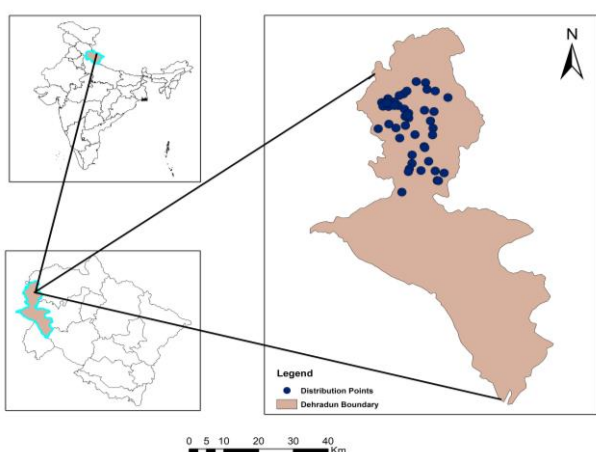 N
Legend
Distribution Points
Dehradun Boundary
0 5 10 20 30 40
Km